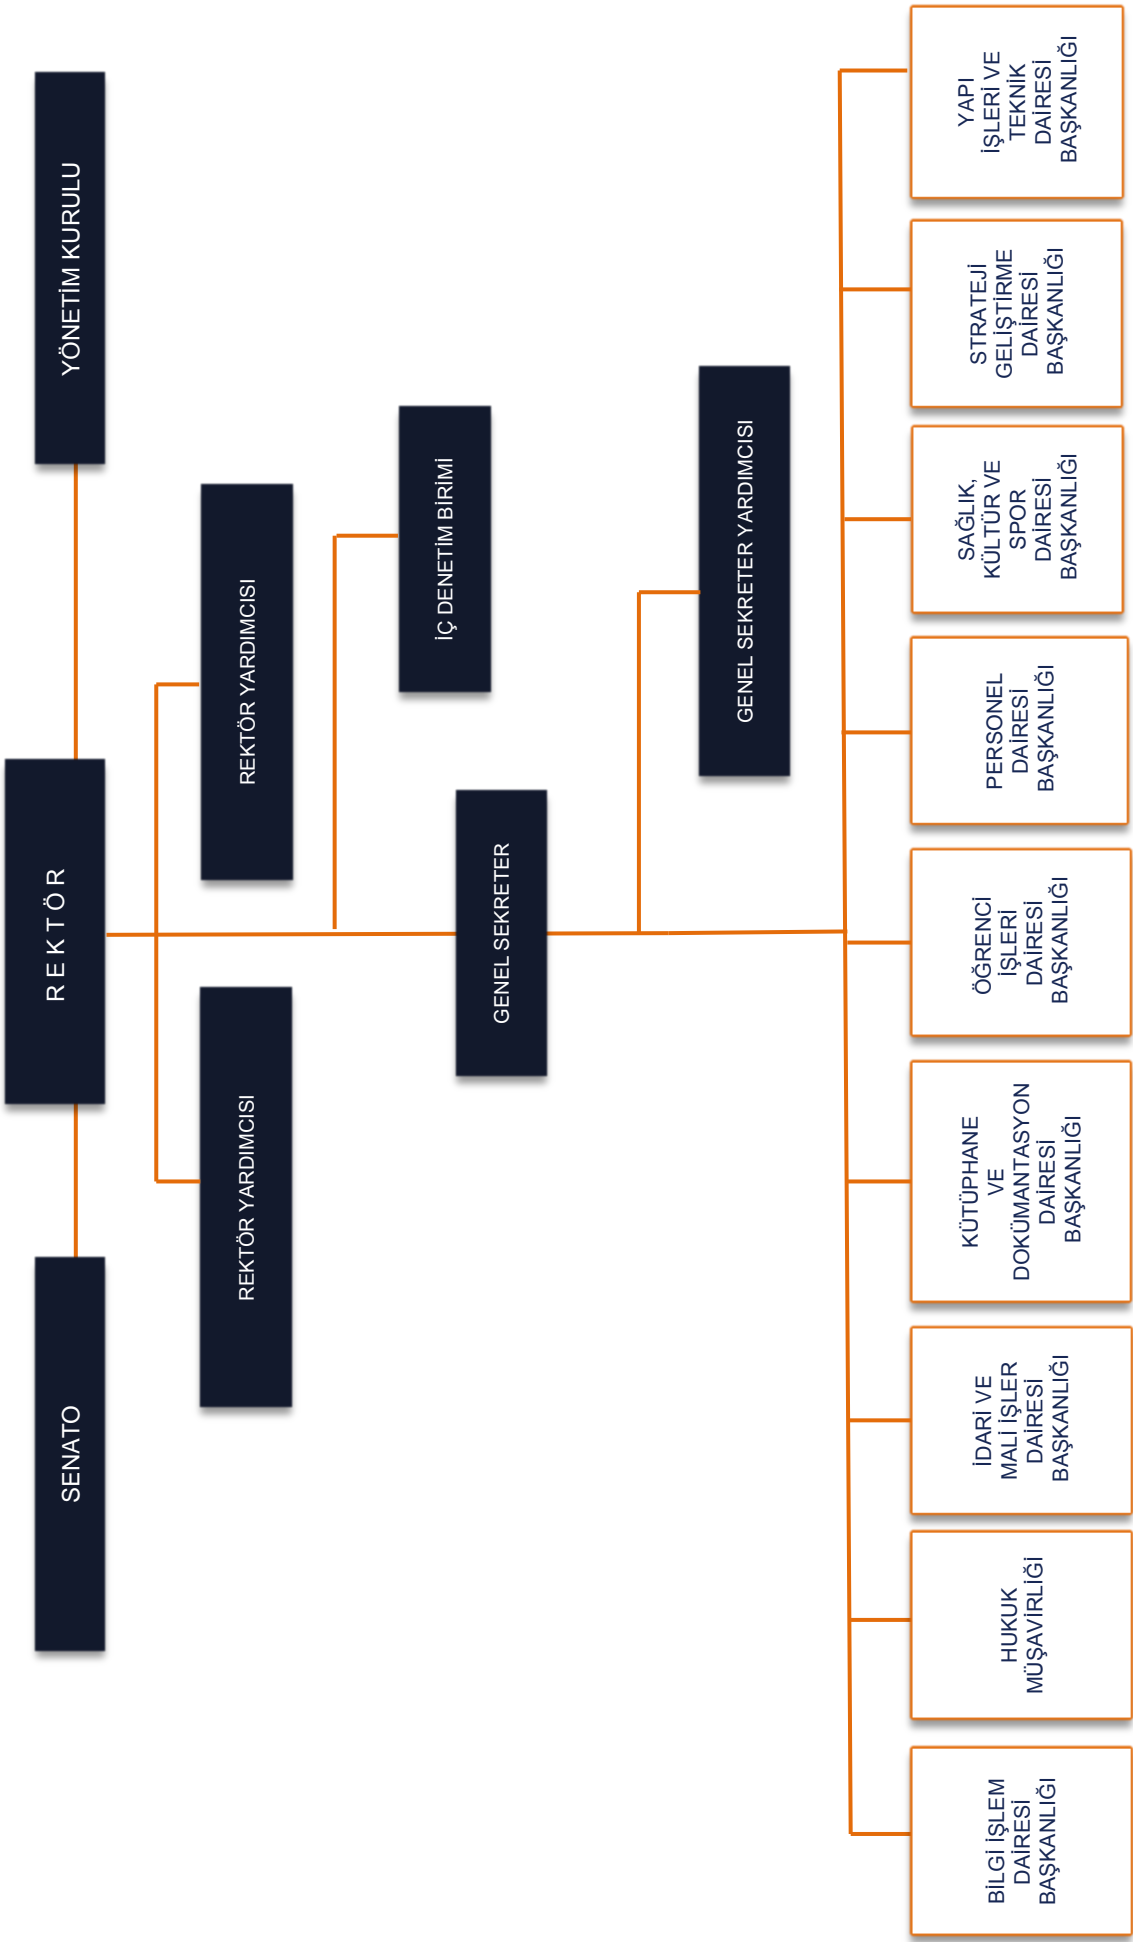 SENATO
R E K T Ö R
YÖNETİM KURULU
REKTÖR YARDIMCISI
REKTÖR YARDIMCISI
İÇ DENETİM BİRİMİ
GENEL SEKRETER
GENEL SEKRETER YARDIMCISI
BİLGİ İŞLEM
DAİRESİ
BAŞKANLIĞI
HUKUK
MÜŞAVİRLİĞİ
İDARİ VE
MALİ İŞLER
DAİRESİ
BAŞKANLIĞI
KÜTÜPHANE
VE
DOKÜMANTASYON
DAİRESİ
BAŞKANLIĞI
ÖĞRENCİ
İŞLERİ
DAİRESİ
BAŞKANLIĞI
PERSONEL
DAİRESİ
BAŞKANLIĞI
SAĞLIK,
KÜLTÜR VE
SPOR
DAİRESİ
BAŞKANLIĞI
STRATEJİ
GELİŞTİRME
DAİRESİ
BAŞKANLIĞI
YAPI
İŞLERİ VE
TEKNİK
DAİRESİ
BAŞKANLIĞI